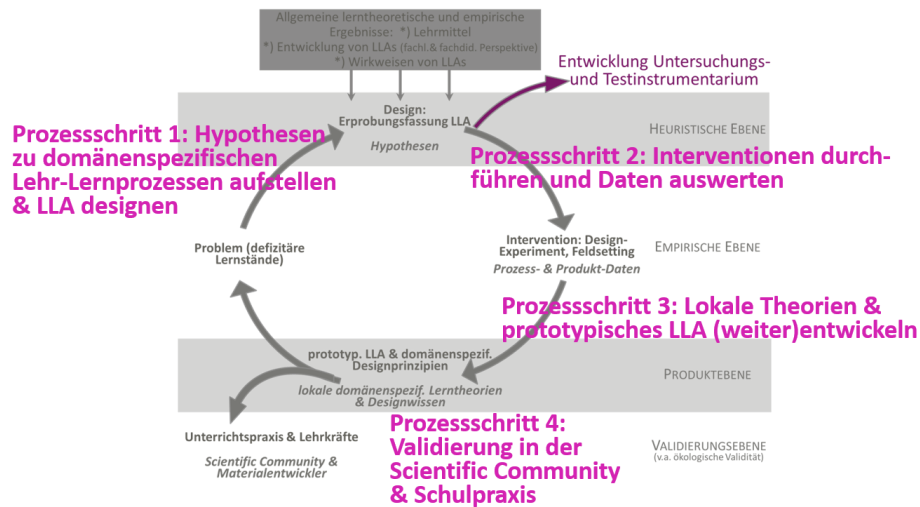 Allgemeine lerntheoretische und empirische
Ergebnisse: *) Lehrmittel
*) Entwicklung von LLAs (fachl.& fachdid. Perspektive)
*) Wirkweisen von LLAs
Entwicklung Untersuchungs-
und Testinstrumentarium
Design:
Erprobungsfassung LLA
Hypothesen
HEURISTISCHE EBENE
Prozessschritt 1: Hypothesen
zu domänenspezifischen
Lehr-Lernprozessen aufstellen
& LLA designen
Prozessschritt 2: Interventionen durch-
führen und Daten auswerten
Problem (defizitäre
Lernstände)
Intervention: Design-
Experiment, Feldsetting
Prozess- & Produkt-Daten
EMPIRISCHE EBENE
Prozessschritt 3: Lokale Theorien &
prototypisches LLA (weiter)entwickeln
prototyp. LLA & domänenspezif.
Designprinzipien
lokale domänenspezif. Lerntheorien
& Designwissen
PRODUKTEBENE
Prozessschritt 4:
Validierung in der
Scientific Community
& Schulpraxis
Unterrichtspraxis & Lehrkräfte
Scientific Community &
Materialentwickler
VALIDIERUNGSEBENE
(v.a. ökologische Validität)